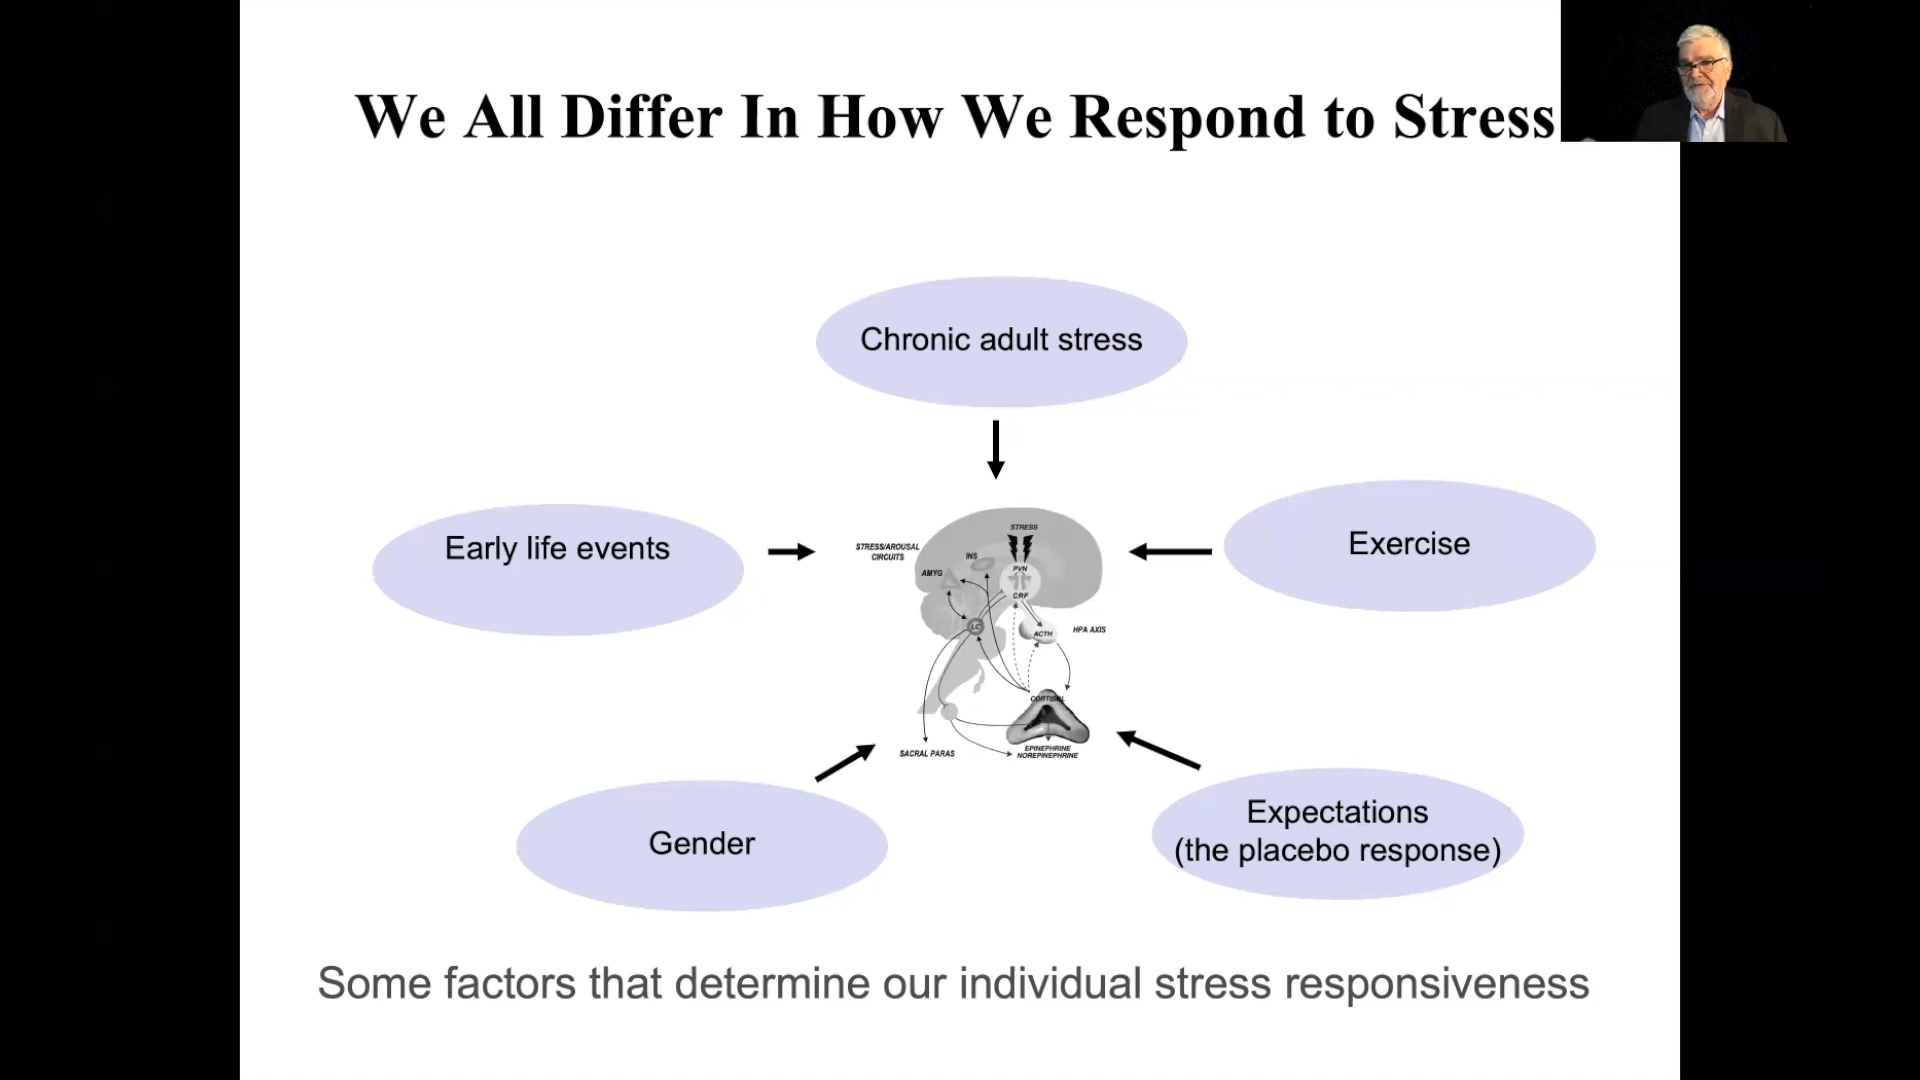 We All Differ In How We Respond to Stress
Chronic adult stress
Early life events
Exercise
STRESS
STRESS/AROUSAL
CIRCUITS
INS
AMYG
PVN
CRF
LC
ACTH
HPA AXIS
CORTISOL
SACRAL PARAS
EPINEPHRINE
NOREPINEPHRINE
Gender
Expectations
(the placebo response)
Some factors that determine our individual stress responsiveness